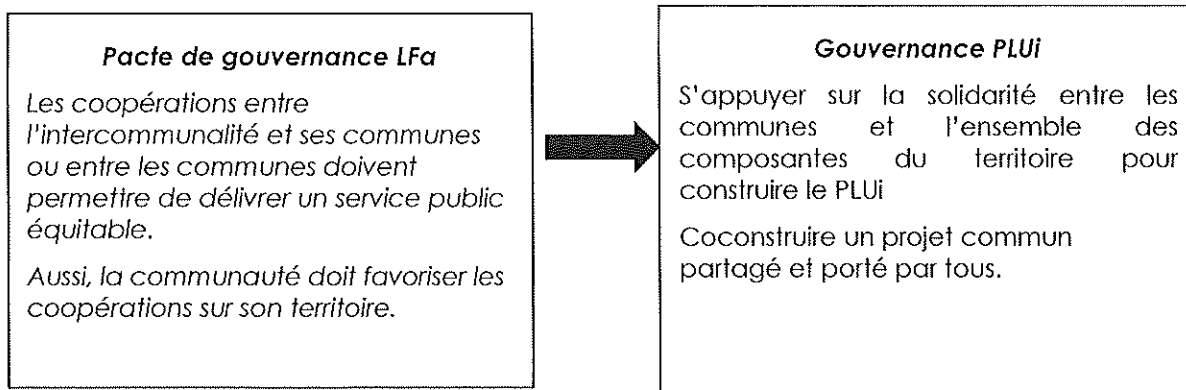 Pacte de gouvernance LFa
Les coopérations entre
l'intercommunalité et ses communes
ou entre les communes doivent
permettre de délivrer un service public
équitable.
Aussi, la communauté doit favoriser les
coopérations sur son territoire.
Gouvernance PLUi
S'appuyer sur la solidarité entre les
communes et l'ensemble des
composantes du territoire pour
construire le PLUi
Coconstruire un projet commun
partagé et porté par tous.